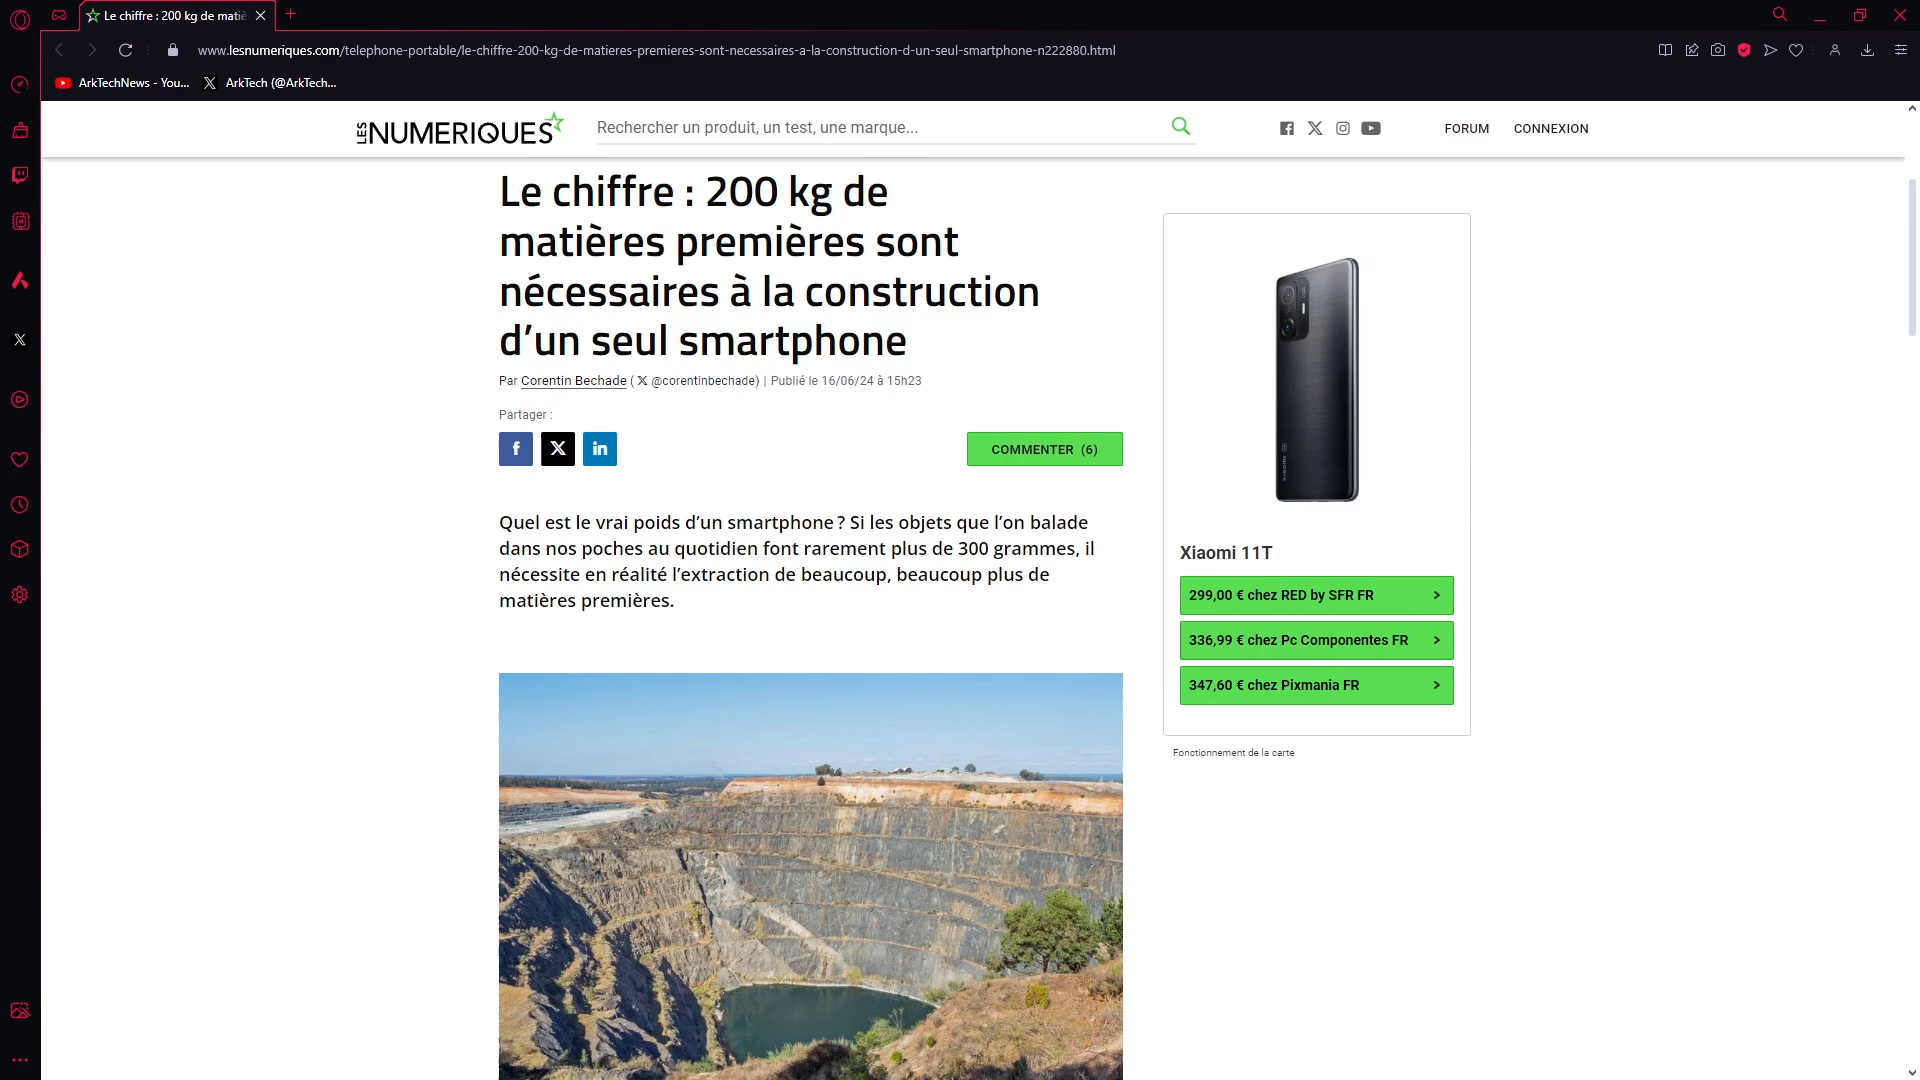 Le chiffre : 200 kg de matiè
www.lesnumeriques.com/telephone-portable/le-chiffre-200-kg-de-matieres-premieres-sont-necessaires-a-la-construction-d-un-seul-smartphone-n222880.html
ArkTechNews - You...
ArkTech (@ArkTech...
LES NUMERIQUES
Rechercher un produit, un test, une marque...
FORUM
CONNEXION
Le chiffre : 200 kg de
matières premières sont
nécessaires à la construction
d’un seul smartphone
Par Corentin Bechade ( X @corentinbechade) | Publié le 16/06/24 à 15h23
Partager :
COMMENTER (6)
Quel est le vrai poids d’un smartphone ? Si les objets que l’on balade
dans nos poches au quotidien font rarement plus de 300 grammes, il
nécessite en réalité l’extraction de beaucoup, beaucoup plus de
matières premières.
Xiaomi 11T
299,00 € chez RED by SFR FR
336,99 € chez Pc Componentes FR
347,60 € chez Pixmania FR
Fonctionnement de la carte